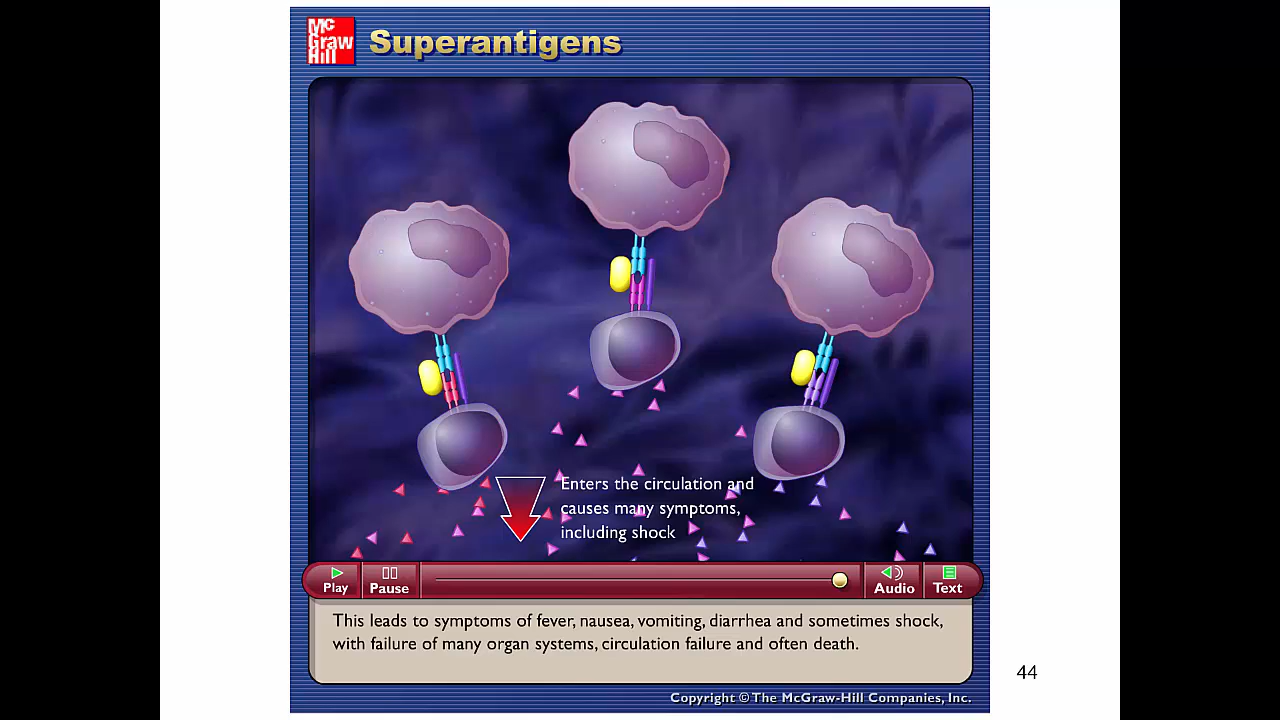 Mc
Graw
Hill
Superantigens
Enters the circulation and
causes many symptoms,
including shock
Play
Pause
Audio
Text
This leads to symptoms of fever, nausea, vomiting, diarrhea and sometimes shock,
with failure of many organ systems, circulation failure and often death.
44
Copyright © The McGraw-Hill Companies, Inc.